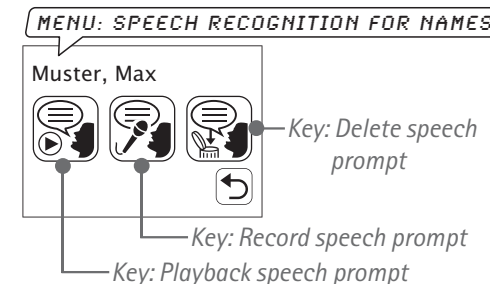 MENU: SPEECH RECOGNITION FOR NAMES
Muster, Max
Key: Delete speech
prompt
Key: Record speech prompt
Key: Playback speech prompt